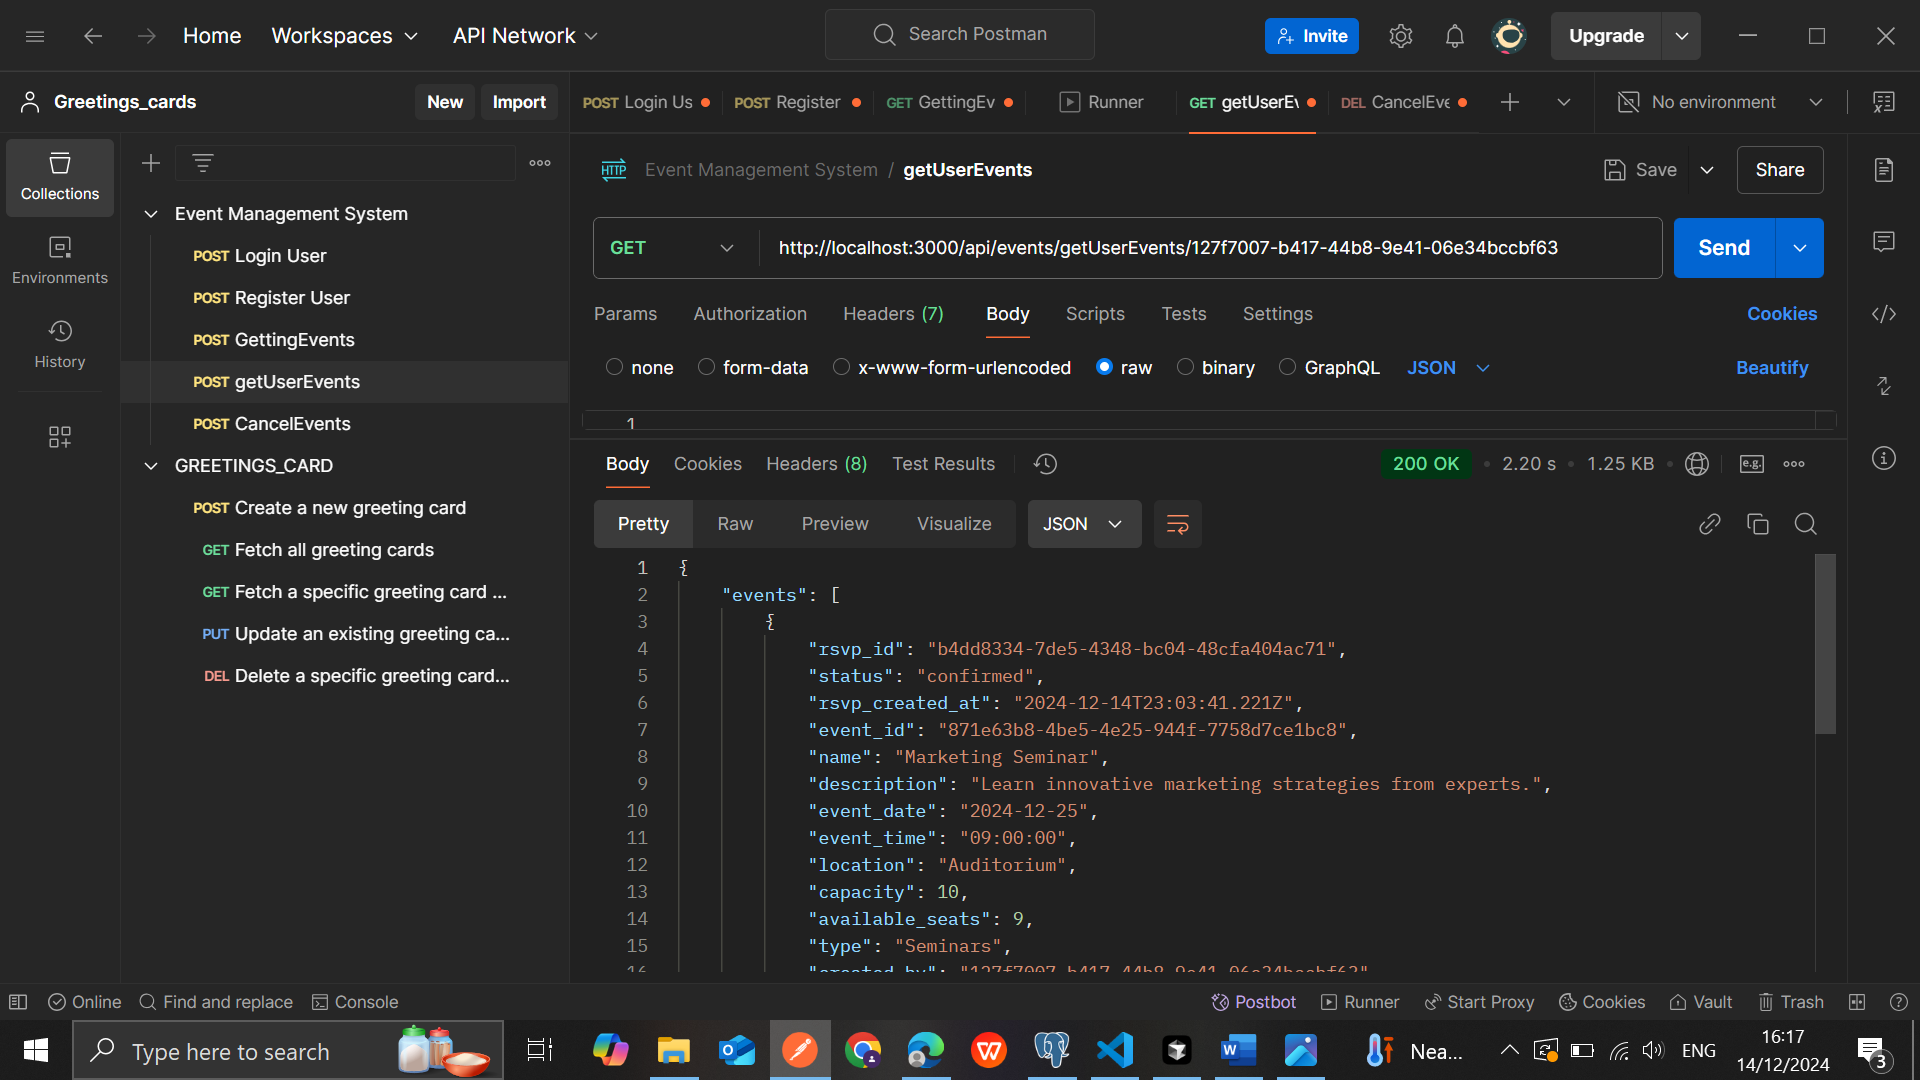 Home Workspaces API Network Search Postman Invite Upgrade
Greetings_cards New Import POST Login Us POST Register GET GettingEv Runner GET getUserEv DEL CancelEve No environment
Collections
Environments
History
Event Management System
POST Login User
POST Register User
POST GettingEvents
POST getUserEvents
POST CancelEvents
GREETINGS_CARD
POST Create a new greeting card
GET Fetch all greeting cards
GET Fetch a specific greeting card ...
PUT Update an existing greeting ca...
DEL Delete a specific greeting card...
HTTP Event Management System / getUserEvents Save Share
GET http://localhost:3000/api/events/getUserEvents/127f7007-b417-44b8-9e41-06e34bccbf63 Send
Params Authorization Headers (7) Body Scripts Tests Settings Cookies
none form-data x-www-form-urlencoded raw binary GraphQL JSON Beautify
1
Body Cookies Headers (8) Test Results 200 OK 2.20 s 1.25 KB e.g.
Pretty Raw Preview Visualize JSON
1 {
2 "events": [
3 {
4 "rsvp_id": "b4dd8334-7de5-4348-bc04-48cfa404ac71",
5 "status": "confirmed",
6 "rsvp_created_at": "2024-12-14T23:03:41.221Z",
7 "event_id": "871e63b8-4be5-4e25-944f-7758d7ce1bc8",
8 "name": "Marketing Seminar",
9 "description": "Learn innovative marketing strategies from experts.",
10 "event_date": "2024-12-25",
11 "event_time": "09:00:00",
12 "location": "Auditorium",
13 "capacity": 10,
14 "available_seats": 9,
15 "type": "Seminars",
16 "created_by": "127f7007-b417-44b8-9e41-06e34bccbf63"
Online Find and replace Console Postbot Runner Start Proxy Cookies Vault Trash
Type here to search Nea... ENG 16:17
14/12/2024
3